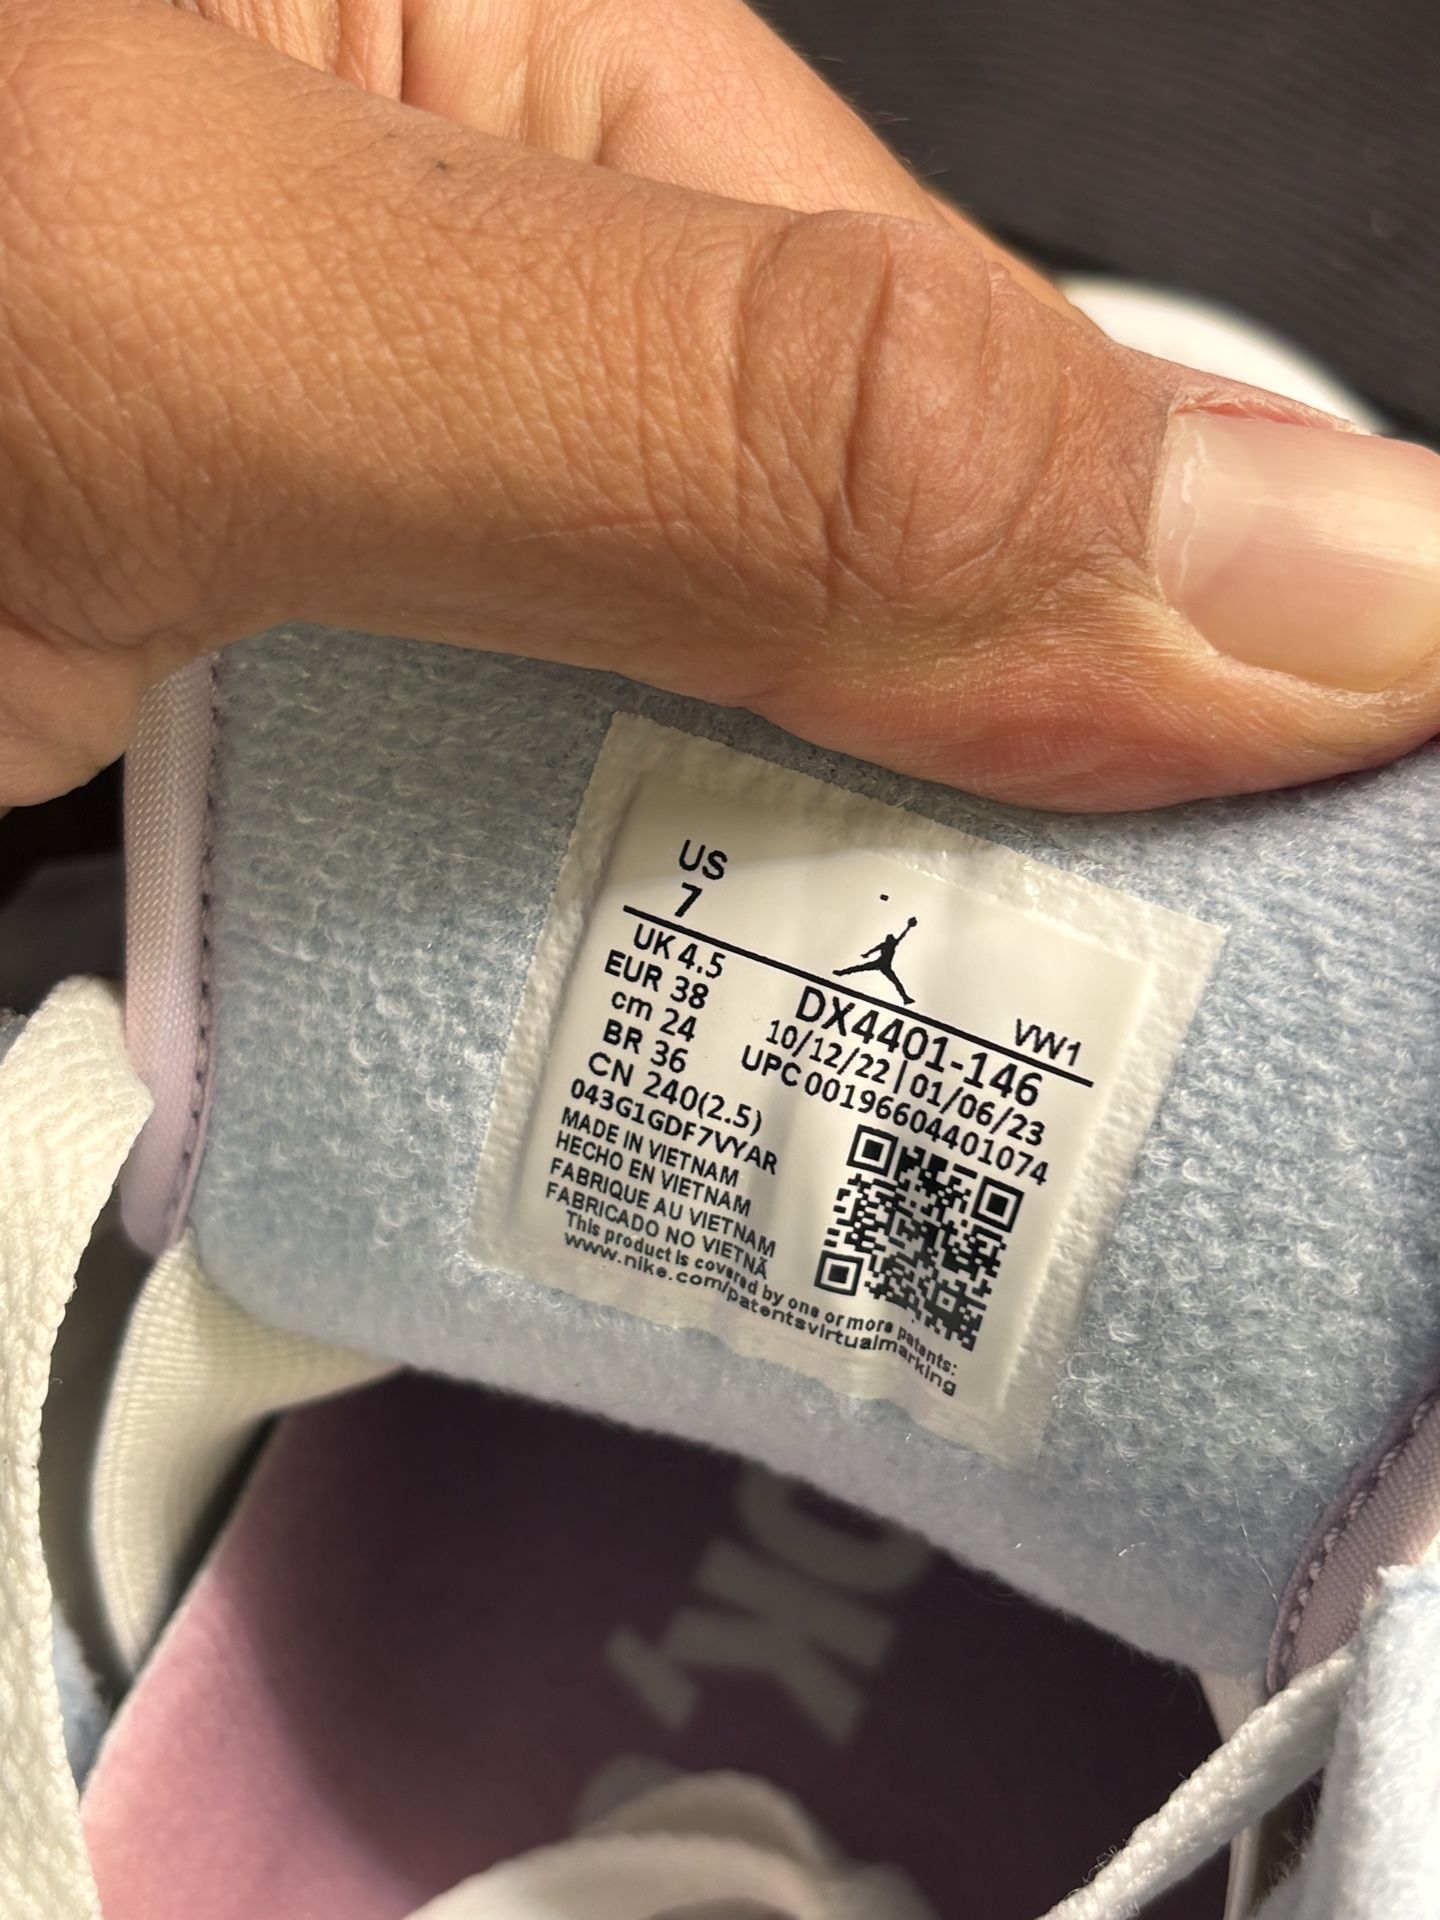 US
7
UK 4.5
EUR 38
cm 24
BR 36
CN 240(2.5)
043G1GDF7VYAR
MADE IN VIETNAM
HECHO EN VIETNAM
FABRIQUE AU VIETNAM
FABRICADO NO VIETNÃ
This product is covered by one or more patents:
www.nike.com/patentsvirtualmarking
VW1
DX4401-146
10/12/22 | 01/06/23
UPC 00196604401074